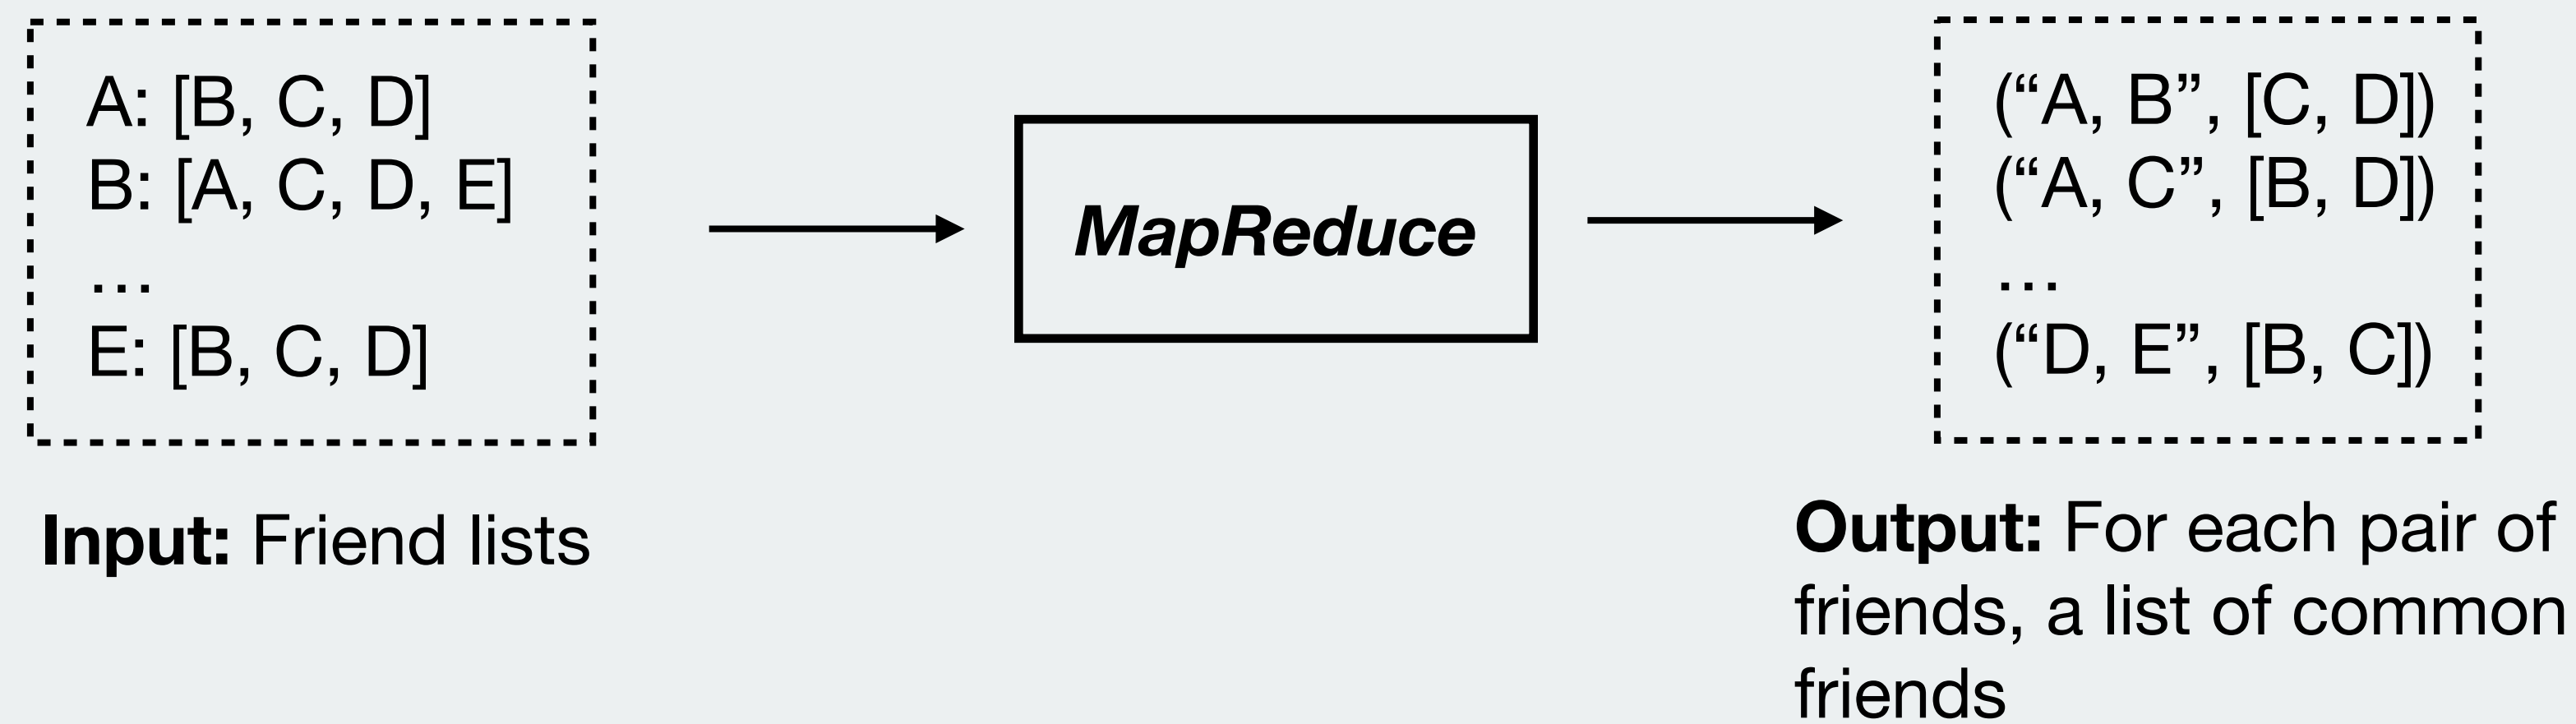 A: [B, C, D]
B: [A, C, D, E]
…
E: [B, C, D]
Input: Friend lists
MapReduce
(“A, B”, [C, D])
(“A, C”, [B, D])
…
(“D, E”, [B, C])
Output: For each pair of
friends, a list of common
friends